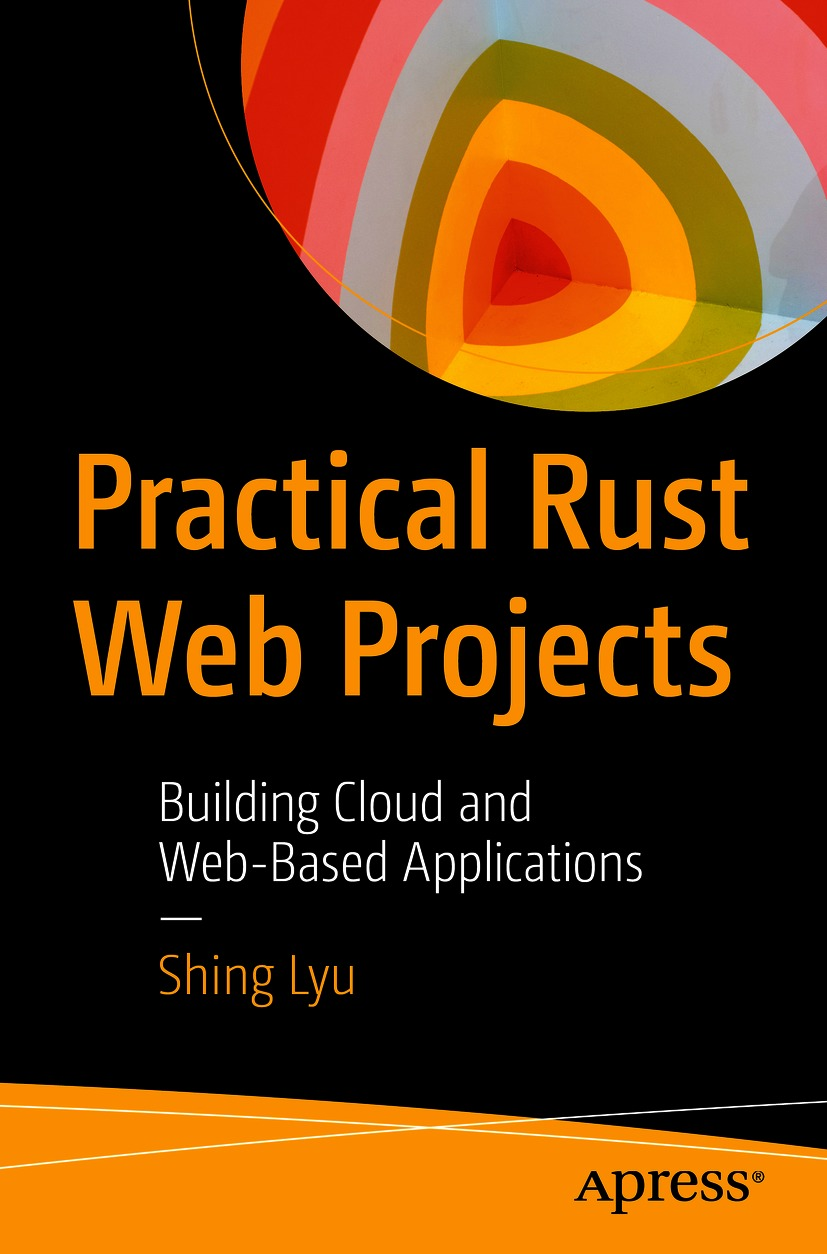 Practical Rust
Web Projects
Building Cloud and
Web-Based Applications
—
Shing Lyu
Apress®